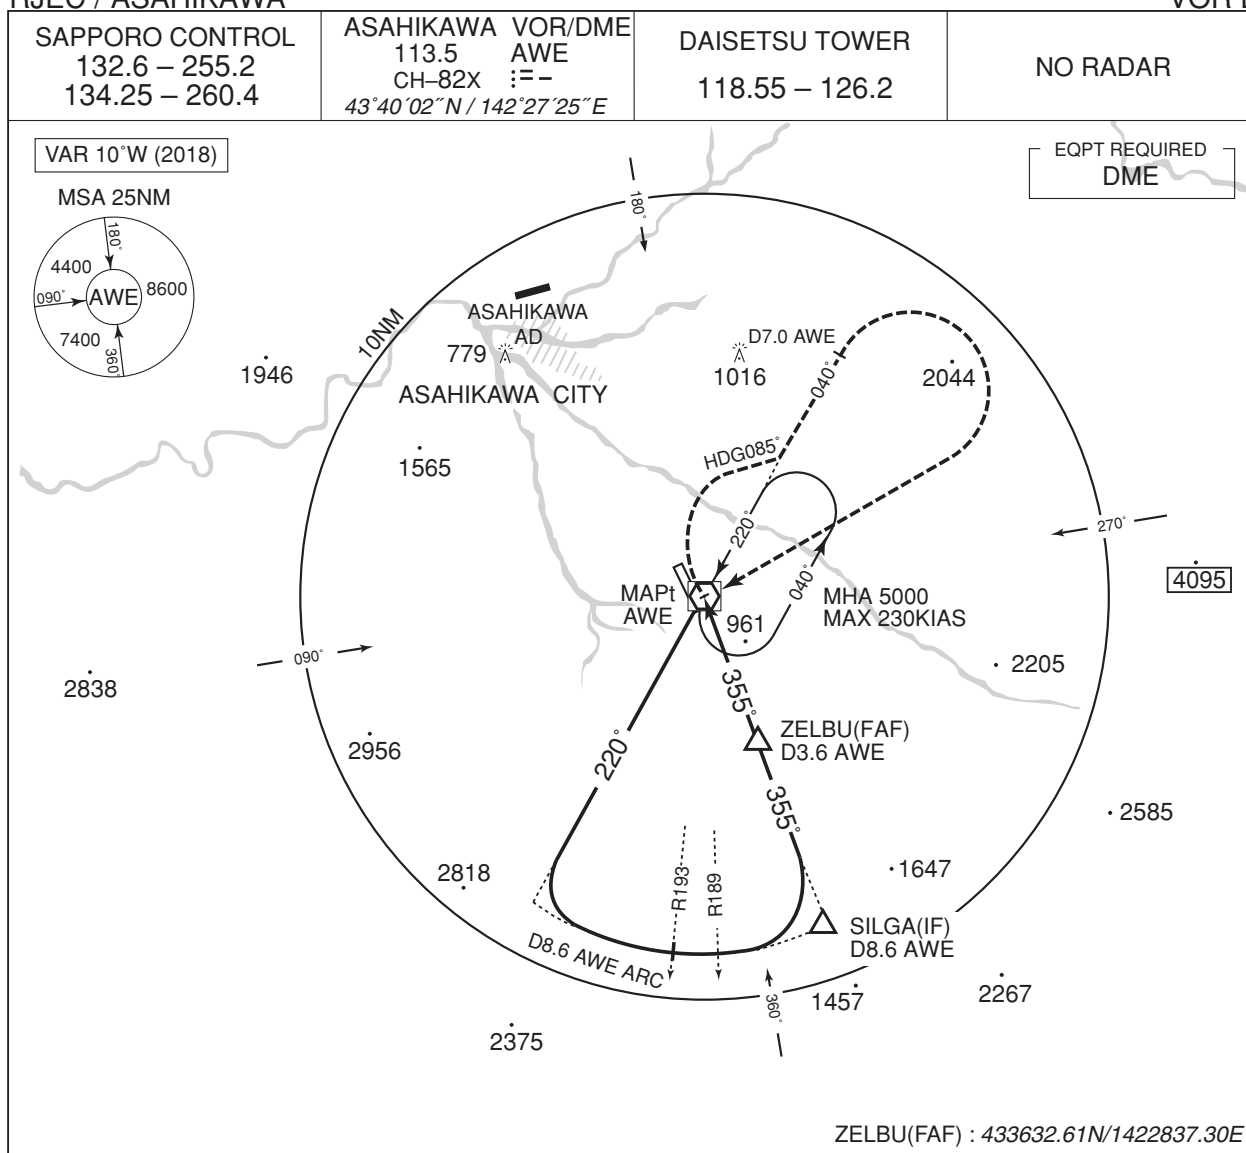 RJEC / ASAHIKAWA
SAPPORO CONTROL
132.6 – 255.2
134.25 – 260.4
ASAHIKAWA VOR/DME
113.5 AWE
CH–82X
43˚40´02˝N / 142˚27´25˝E
DAISETSU TOWER
118.55 – 126.2
NO RADAR
VAR 10˚W (2018)
EQPT REQUIRED
DME
MSA 25NM
180˚
4400
8600
090˚
AWE
7400
360˚
180˚
10NM
ASAHIKAWA
AD
779
ASAHIKAWA CITY
1946
D7.0 AWE
1016
040˚
2044
1565
HDG085˚
220˚
270˚
4095
MAPt
AWE
040˚
MHA 5000
MAX 230KIAS
961
090˚
2205
2838
355˚
ZELBU(FAF)
D3.6 AWE
2956
220˚
355˚
2585
2818
R193
R189
1647
SILGA(IF)
D8.6 AWE
D8.6 AWE ARC
360˚
1457
2267
2375
ZELBU(FAF) : 433632.61N/1422837.30E